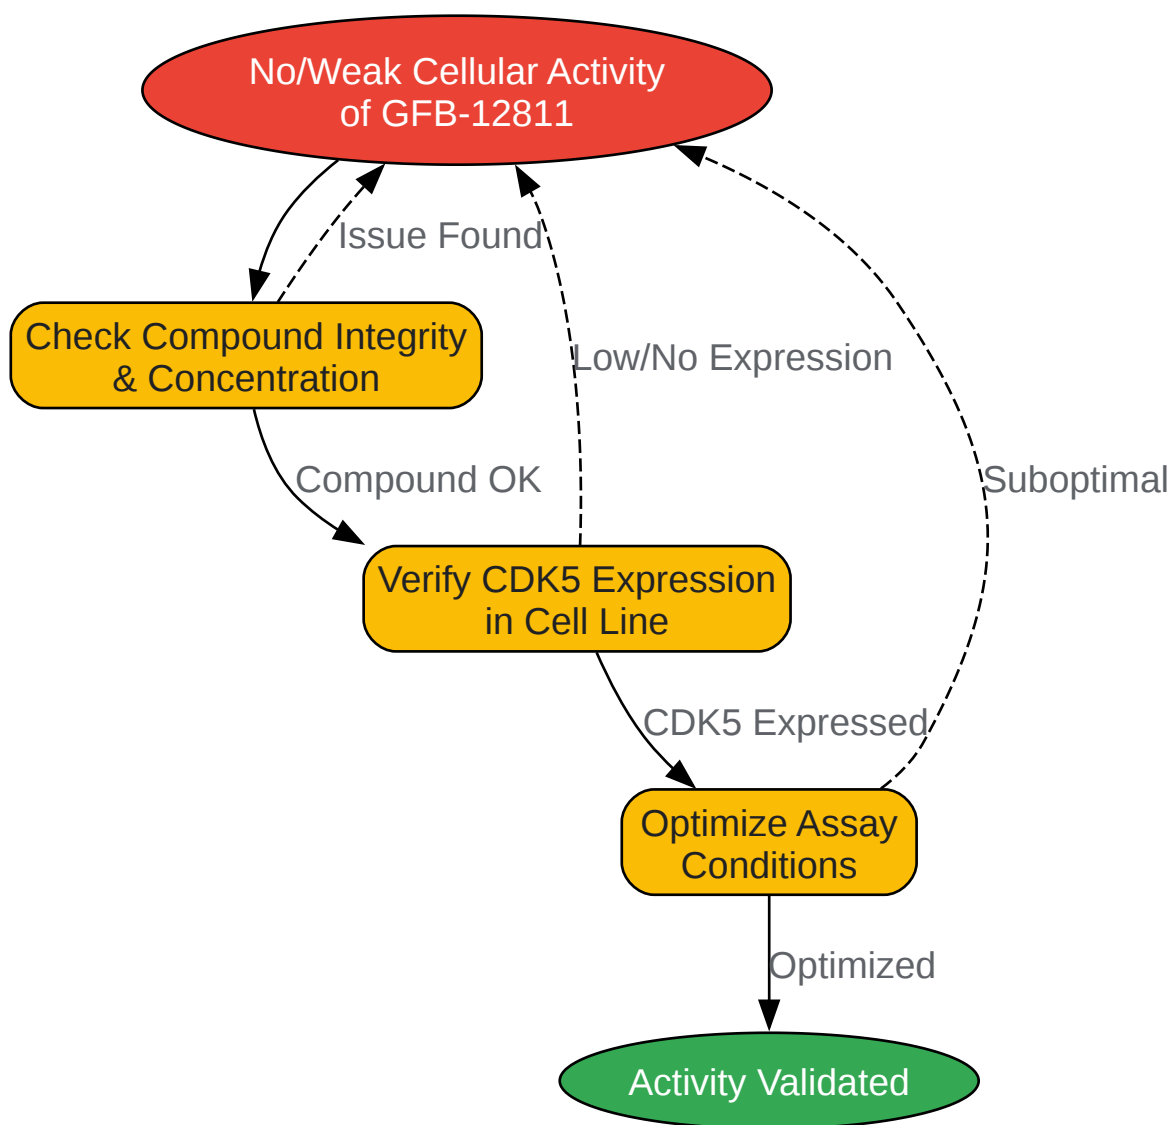 No/Weak Cellular Activity
of GFB-12811
Issue Found
Check Compound Integrity
& Concentration
Low/No Expression
Compound OK
Suboptimal
Verify CDK5 Expression
in Cell Line
CDK5 Expressed
Optimize Assay
Conditions
Optimized
Activity Validated